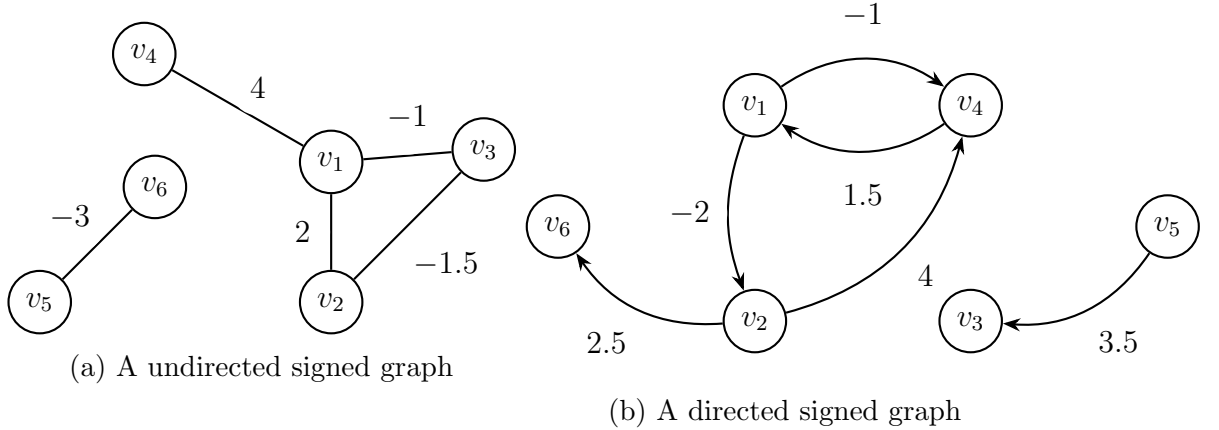 v₄
4
v₁
−1
v₃
v₆
−3
2
−1.5
v₅
v₂
(a) A undirected signed graph
−1
v₁
v₄
−2
1.5
v₆
v₅
4
v₂
v₃
2.5
3.5
(b) A directed signed graph